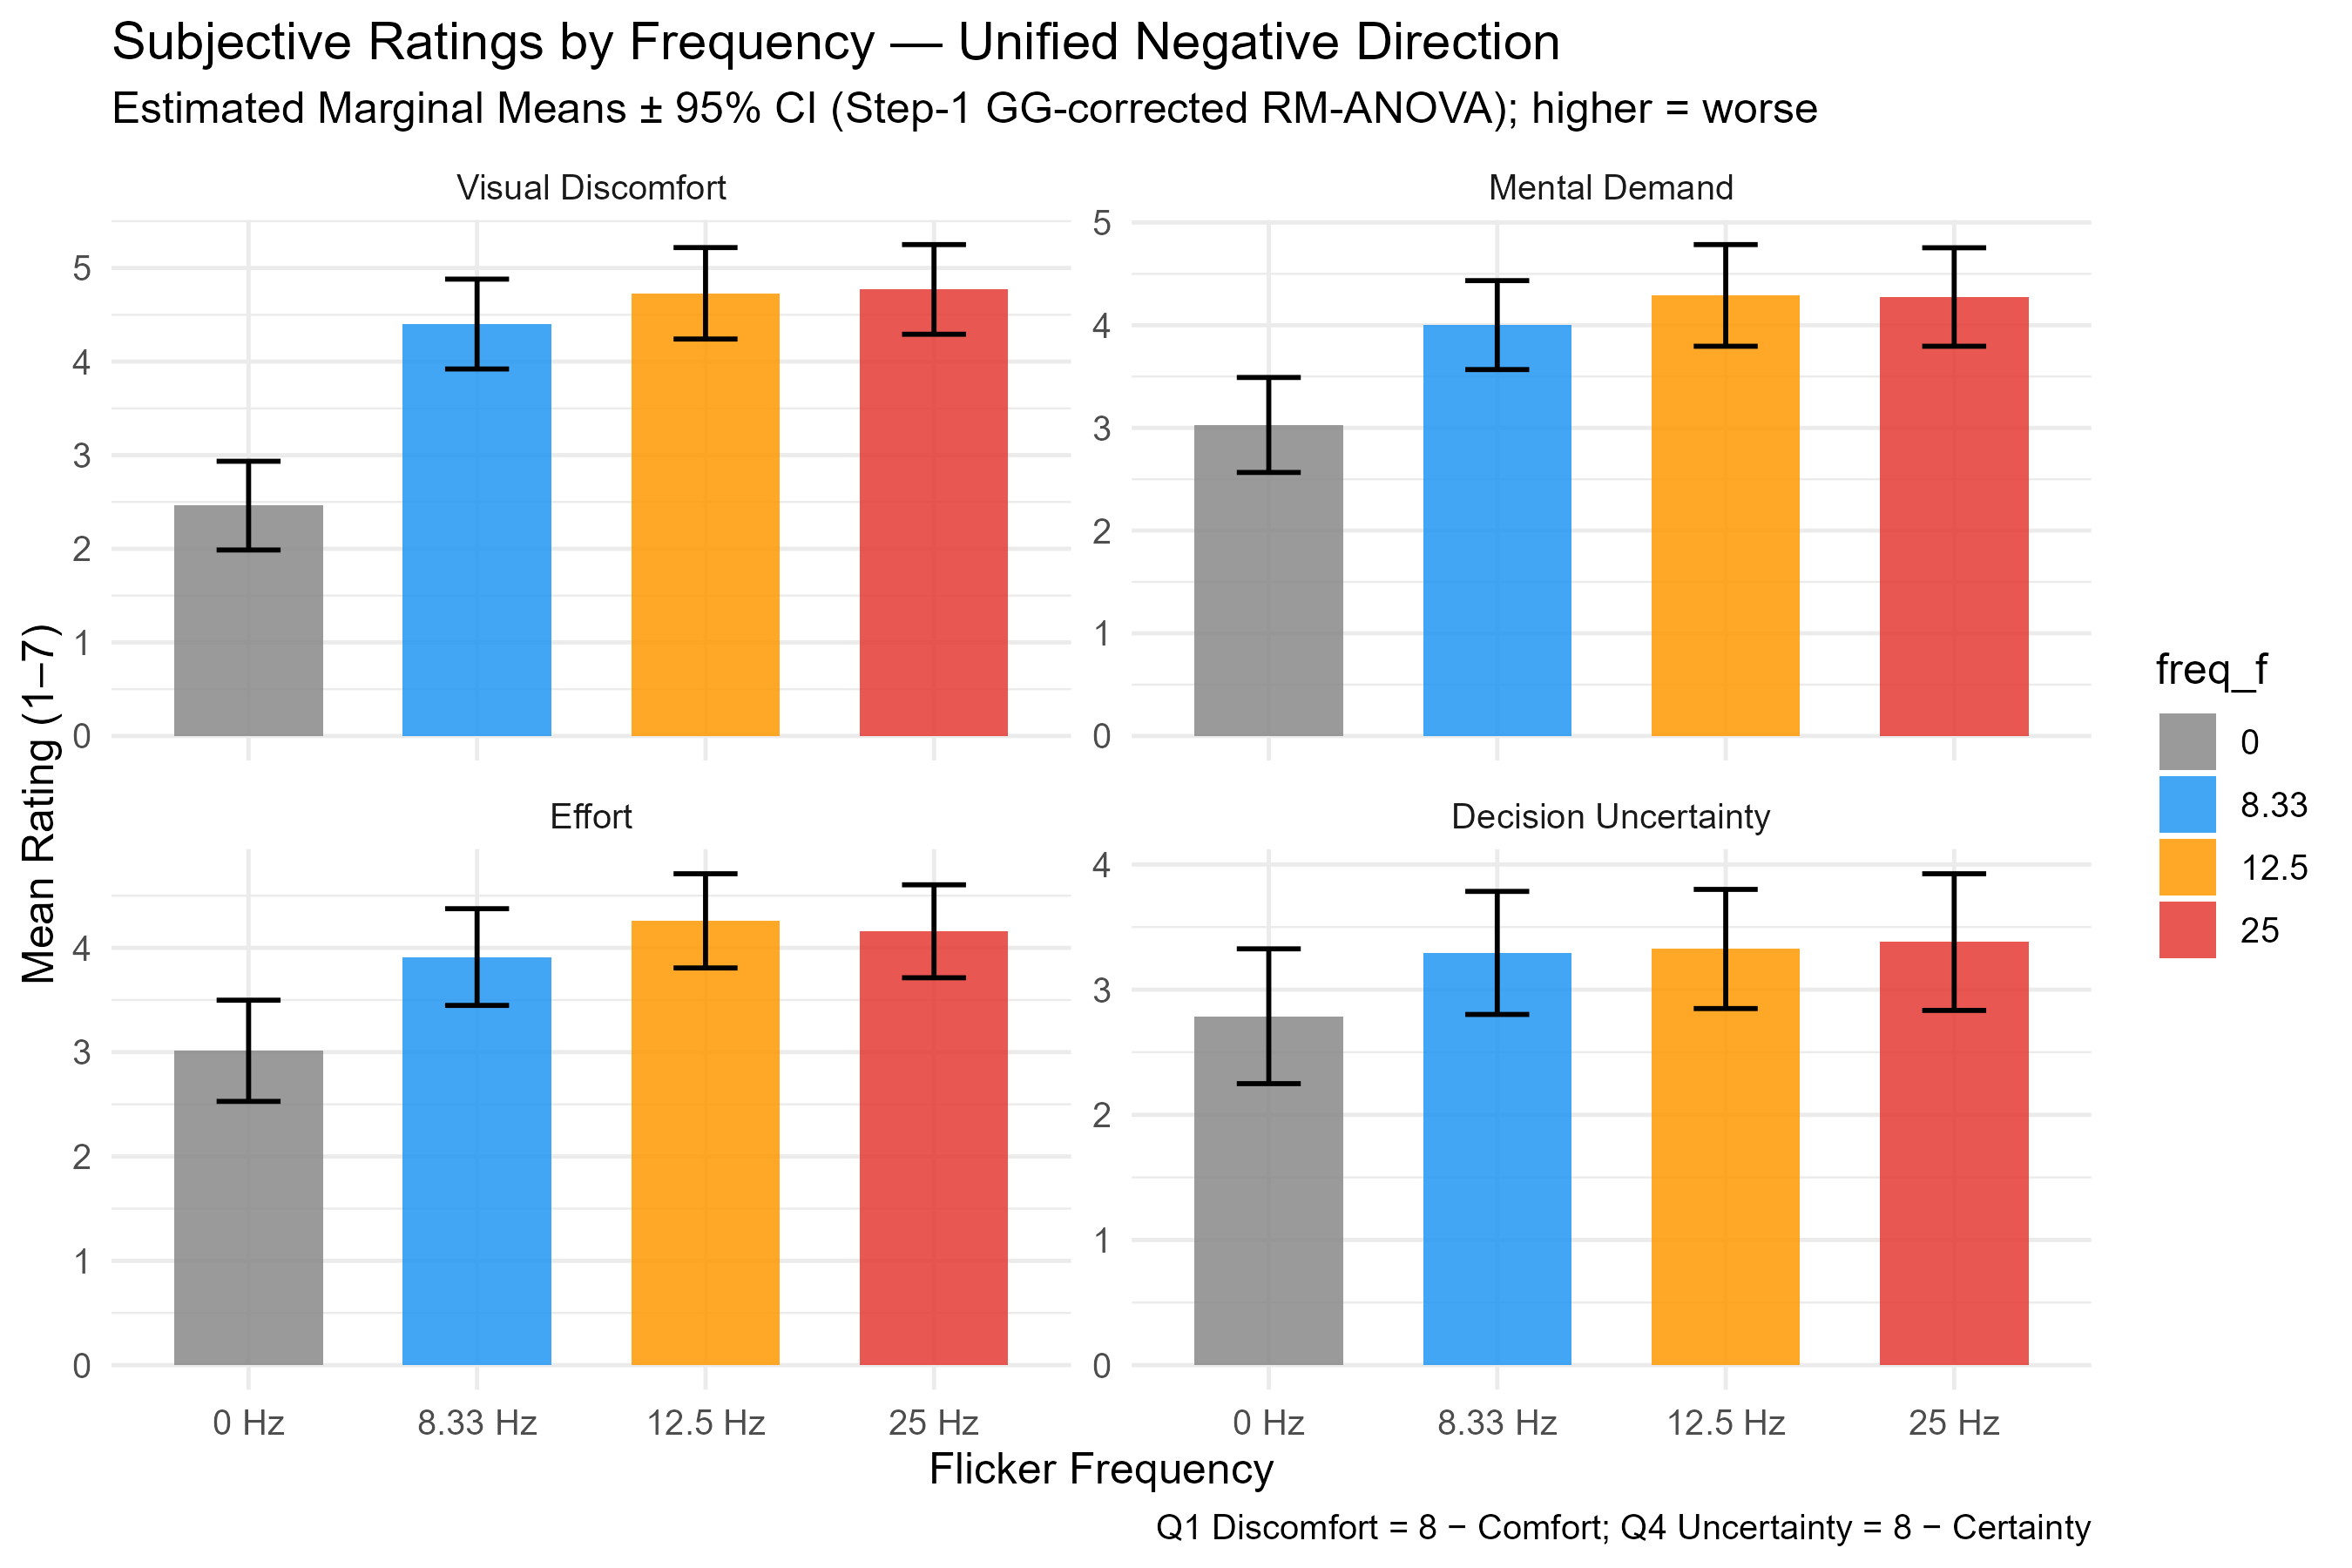 Subjective Ratings by Frequency — Unified Negative Direction
Estimated Marginal Means ± 95% CI (Step-1 GG-corrected RM-ANOVA); higher = worse
Visual Discomfort
5
4
3
2
1
0
Mental Demand
5
4
3
2
1
0
Mean Rating (1–7)
Effort
4
3
2
1
0
0 Hz 8.33 Hz 12.5 Hz 25 Hz
Decision Uncertainty
4
3
2
1
0
0 Hz 8.33 Hz 12.5 Hz 25 Hz
Flicker Frequency
freq_f
0
8.33
12.5
25
Q1 Discomfort = 8 − Comfort; Q4 Uncertainty = 8 − Certainty